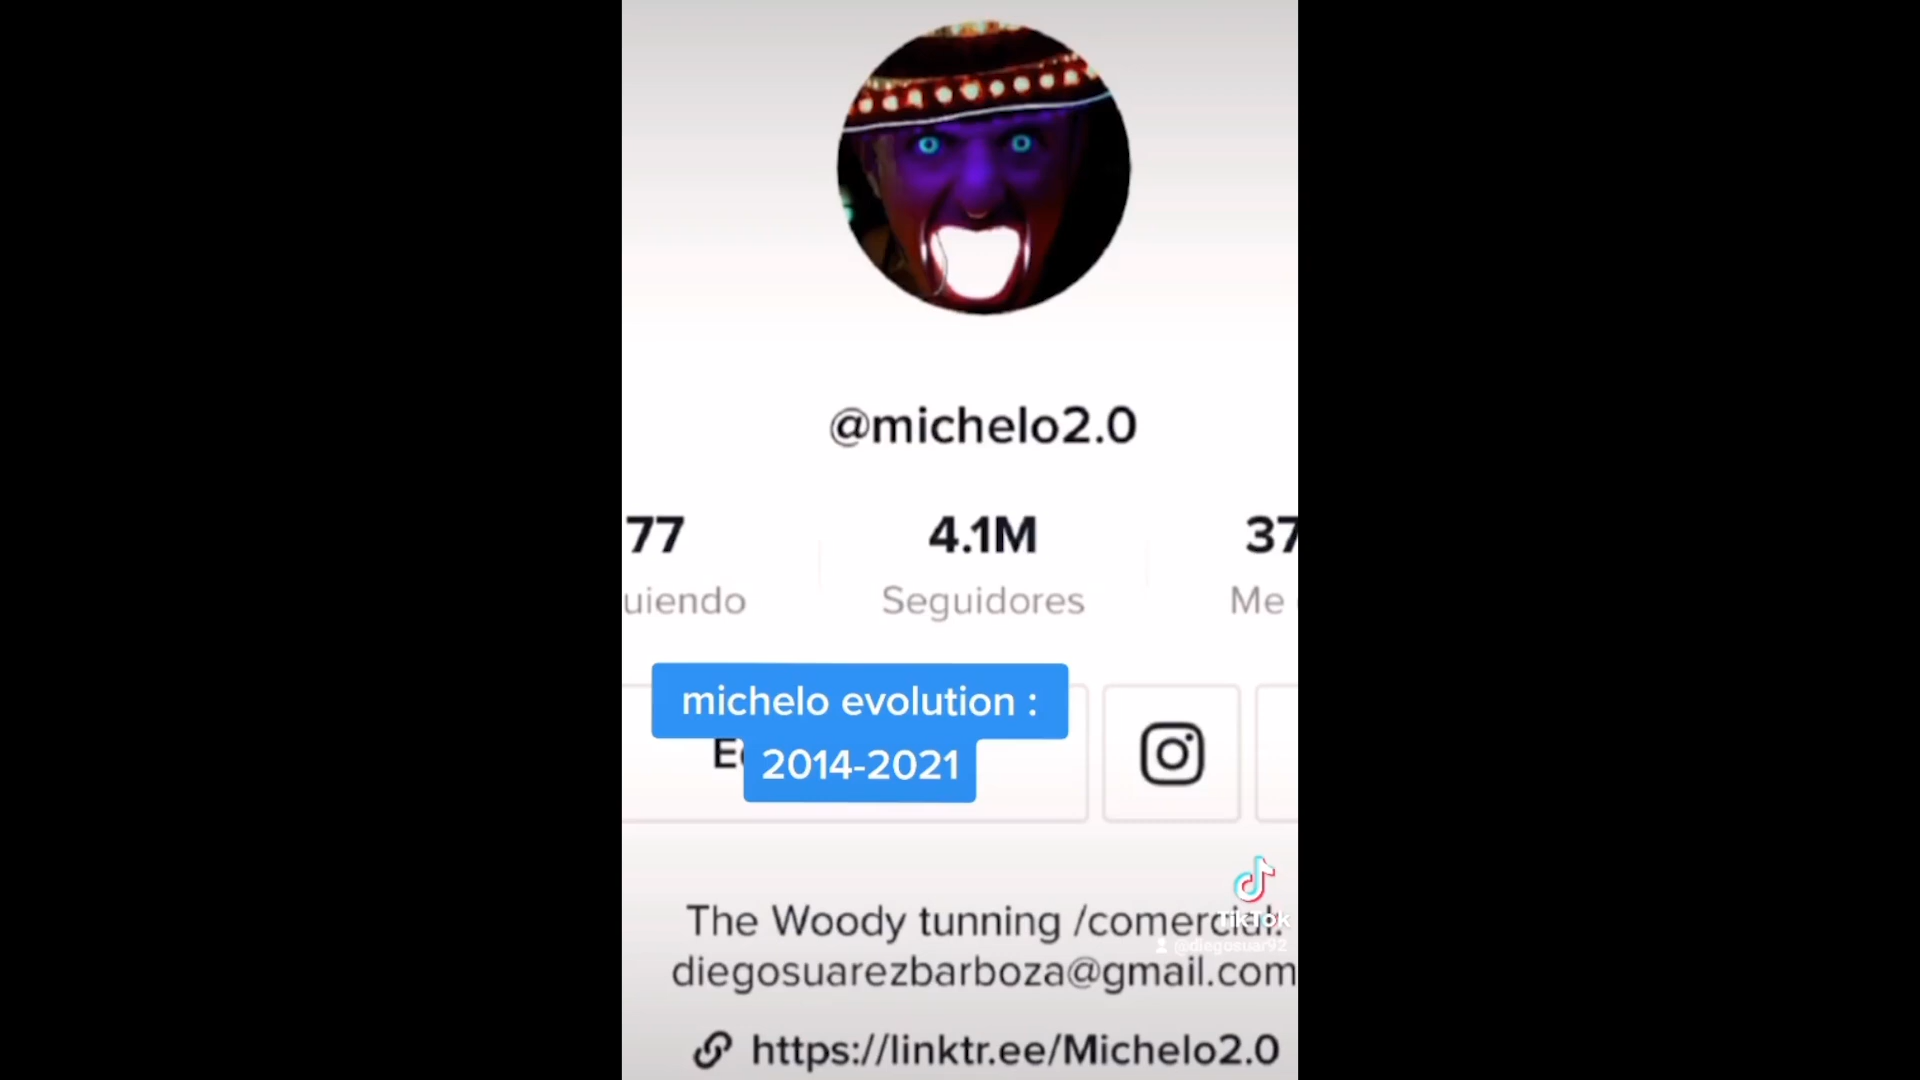 @michelo2.0
77 4.1M 37
uiendo Seguidores Me
michelo evolution :
2014-2021
The Woody tunning /comercial:
TikTok
@diegosuar92
diegosuarezbarboza@gmail.com
https://linktr.ee/Michelo2.0